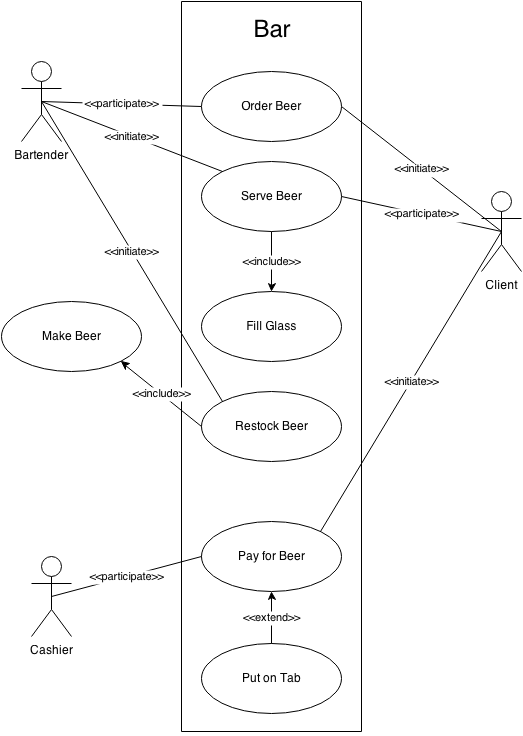 Bar
Order Beer
<<participate>>
<<initiate>>
Bartender
<<initiate>>
Serve Beer
<<participate>>
<<initiate>>
<<include>>
Client
Fill Glass
Make Beer
<<initiate>>
<<include>>
Restock Beer
Pay for Beer
<<participate>>
<<extend>>
Cashier
Put on Tab